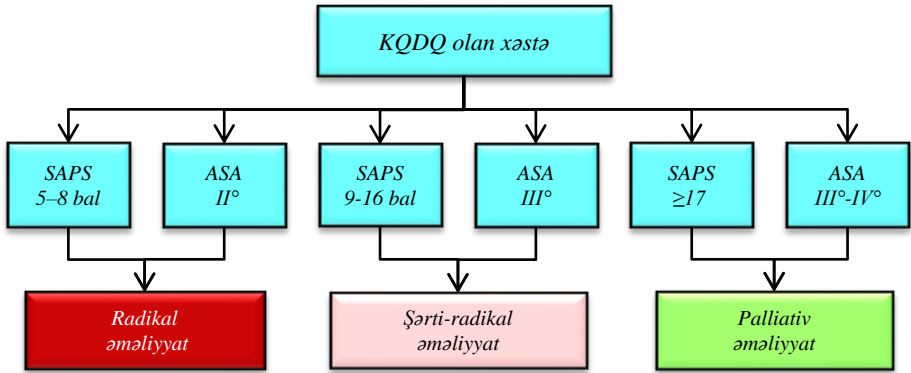 KQDQ olan xəstə
SAPS
5–8 bal
ASA
II°
SAPS
9-16 bal
ASA
III°
SAPS
≥17
ASA
III°-IV°
Radikal
əməliyyat
Şərti-radikal
əməliyyat
Palliativ
əməliyyat